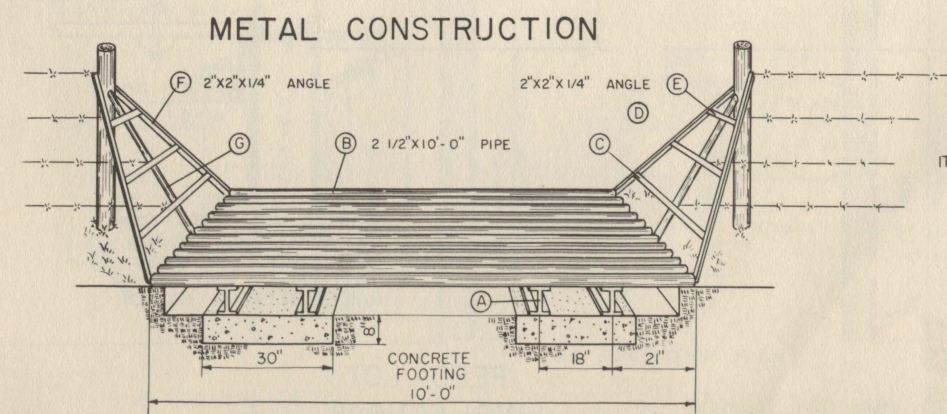 METAL CONSTRUCTION
F 2"X2"X1/4" ANGLE
2"X2"X1/4" ANGLE E
D
G
B 2 1/2"X10'-0" PIPE
C
IT
A
8"
30"
CONCRETE
FOOTING
18"
21"
10'-0"